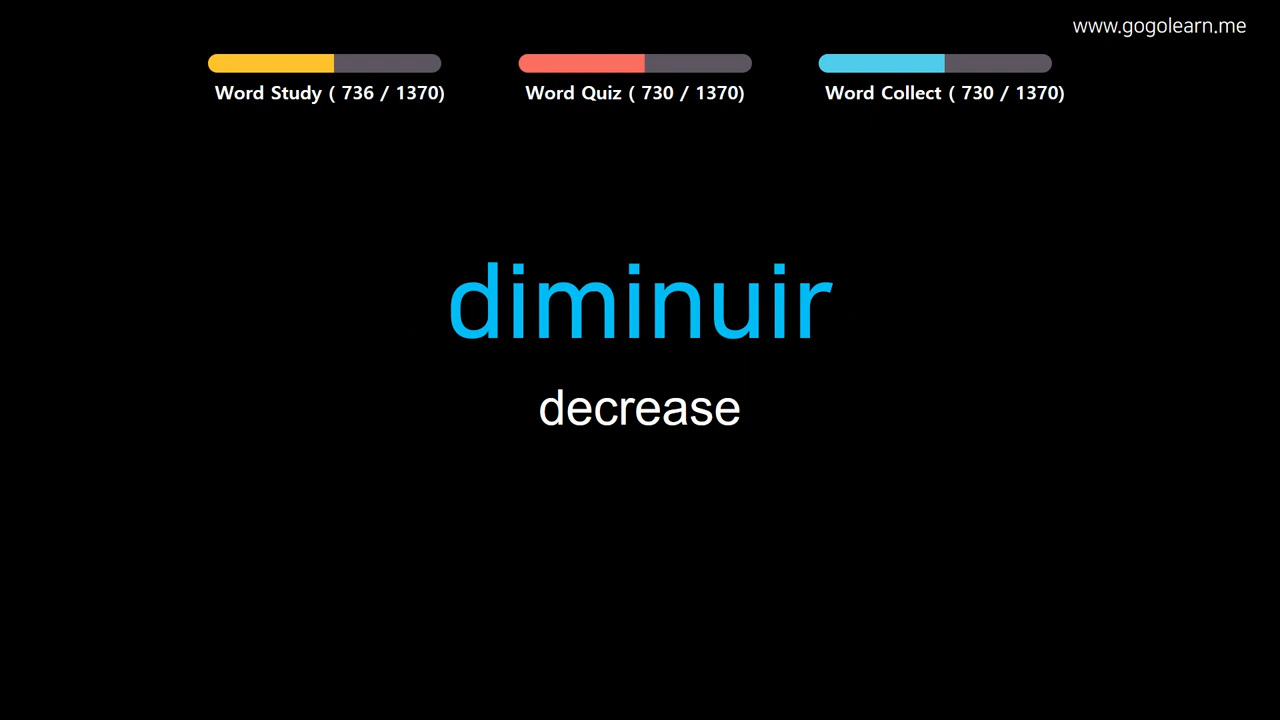 www.gogolearn.me
Word Study ( 736 / 1370)
Word Quiz ( 730 / 1370)
Word Collect ( 730 / 1370)
diminuir
decrease